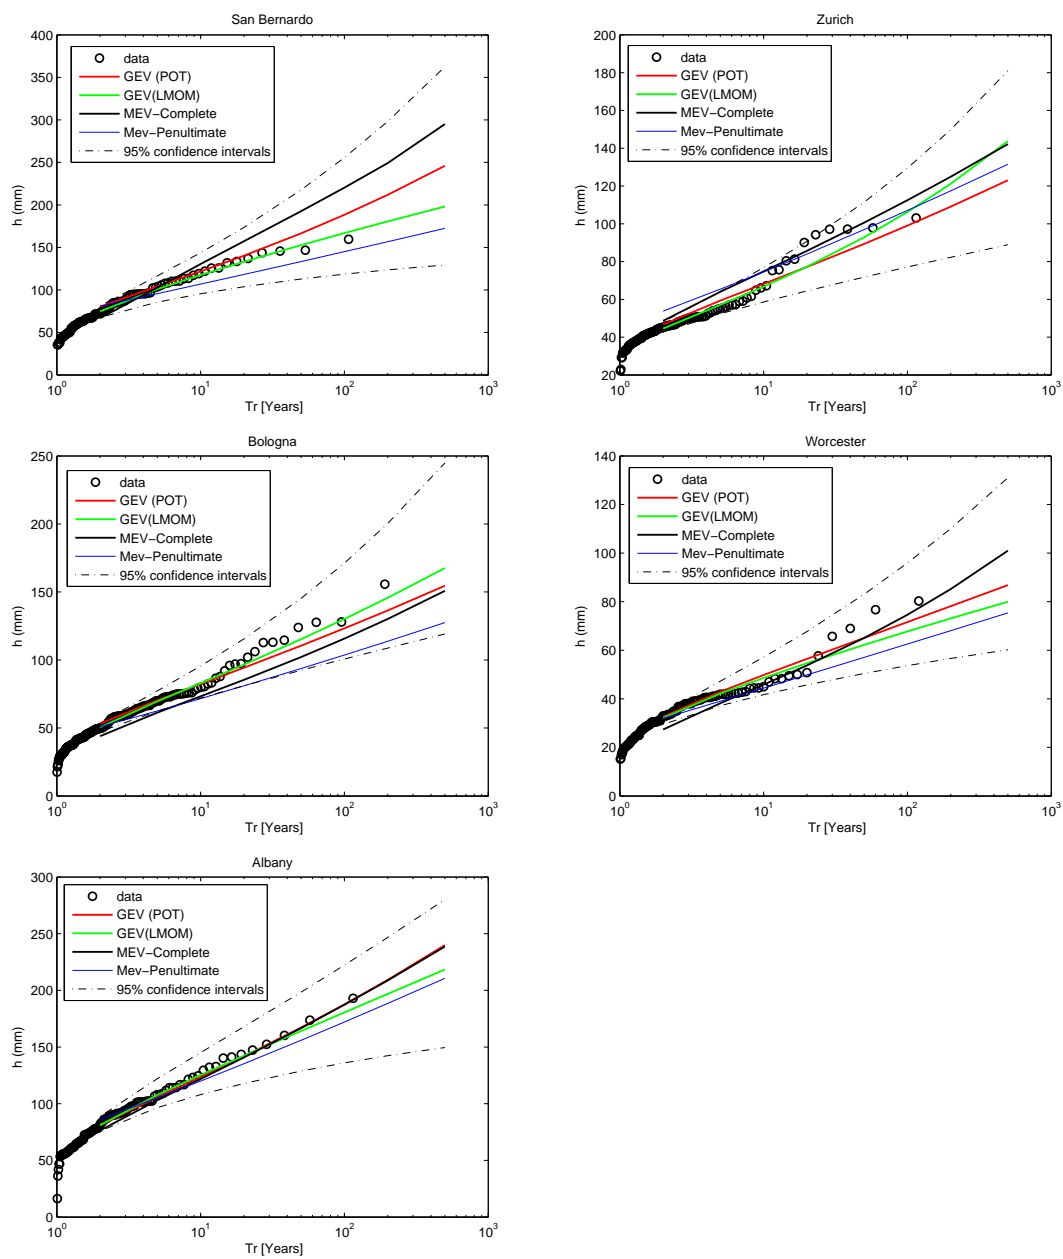 San Bernardo
400
350
300
250
200
150
100
50
0
h (mm)
10^0 10^1 10^2 10^3
Tr [Years]
data
GEV (POT)
GEV(LMOM)
MEV−Complete
Mev−Penultimate
95% confidence intervals
Zurich
200
180
160
140
120
100
80
60
40
20
h (mm)
10^0 10^1 10^2 10^3
Tr [Years]
data
GEV (POT)
GEV(LMOM)
MEV−Complete
Mev−Penultimate
95% confidence intervals
Bologna
250
200
150
100
50
0
h (mm)
10^0 10^1 10^2 10^3
Tr [Years]
data
GEV (POT)
GEV(LMOM)
MEV−Complete
Mev−Penultimate
95% confidence intervals
Worcester
140
120
100
80
60
40
20
0
h (mm)
10^0 10^1 10^2 10^3
Tr [Years]
data
GEV (POT)
GEV(LMOM)
MEV−Complete
Mev−Penultimate
95% confidence intervals
Albany
300
250
200
150
100
50
0
h (mm)
10^0 10^1 10^2 10^3
Tr [Years]
data
GEV (POT)
GEV(LMOM)
MEV−Complete
Mev−Penultimate
95% confidence intervals